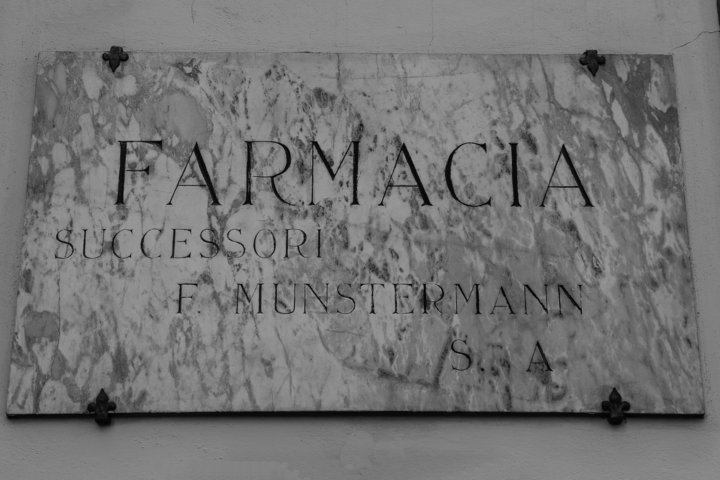 FARMACIA
SUCCESSORI
F. MUNSTERMANN
S. A